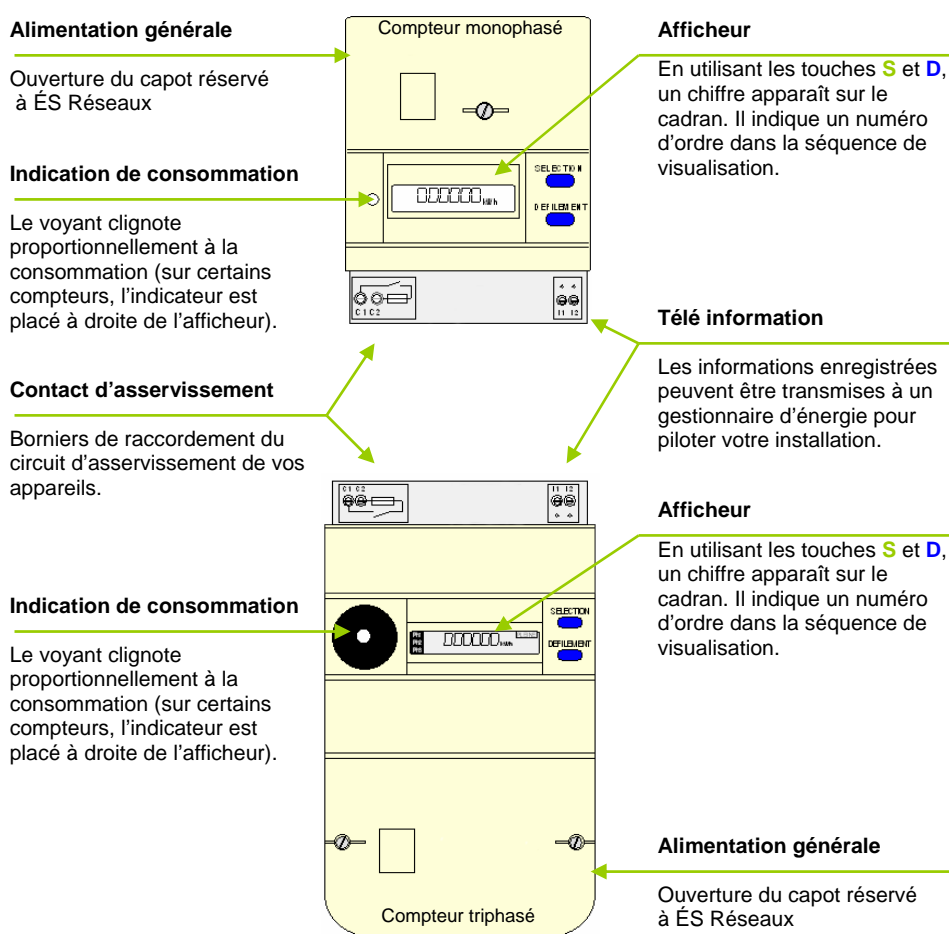 Alimentation générale
Ouverture du capot réservé
à ÉS Réseaux
Indication de consommation
Le voyant clignote
proportionnellement à la
consommation (sur certains
compteurs, l'indicateur est
placé à droite de l'afficheur).
Contact d'asservissement
Borniers de raccordement du
circuit d'asservissement de vos
appareils.
Indication de consommation
Le voyant clignote
proportionnellement à la
consommation (sur certains
compteurs, l'indicateur est
placé à droite de l'afficheur).
Compteur monophasé
SELECTION
000000 kWh
DEFILEMENT
C1 C2
I1 I2
C1 C2
I1 I2
SELECTION
Ph1
Ph2
Ph3
000000 kWh
DEFILEMENT
Compteur triphasé
Afficheur
En utilisant les touches S et D,
un chiffre apparaît sur le
cadran. Il indique un numéro
d'ordre dans la séquence de
visualisation.
Télé information
Les informations enregistrées
peuvent être transmises à un
gestionnaire d'énergie pour
piloter votre installation.
Afficheur
En utilisant les touches S et D,
un chiffre apparaît sur le
cadran. Il indique un numéro
d'ordre dans la séquence de
visualisation.
Alimentation générale
Ouverture du capot réservé
à ÉS Réseaux